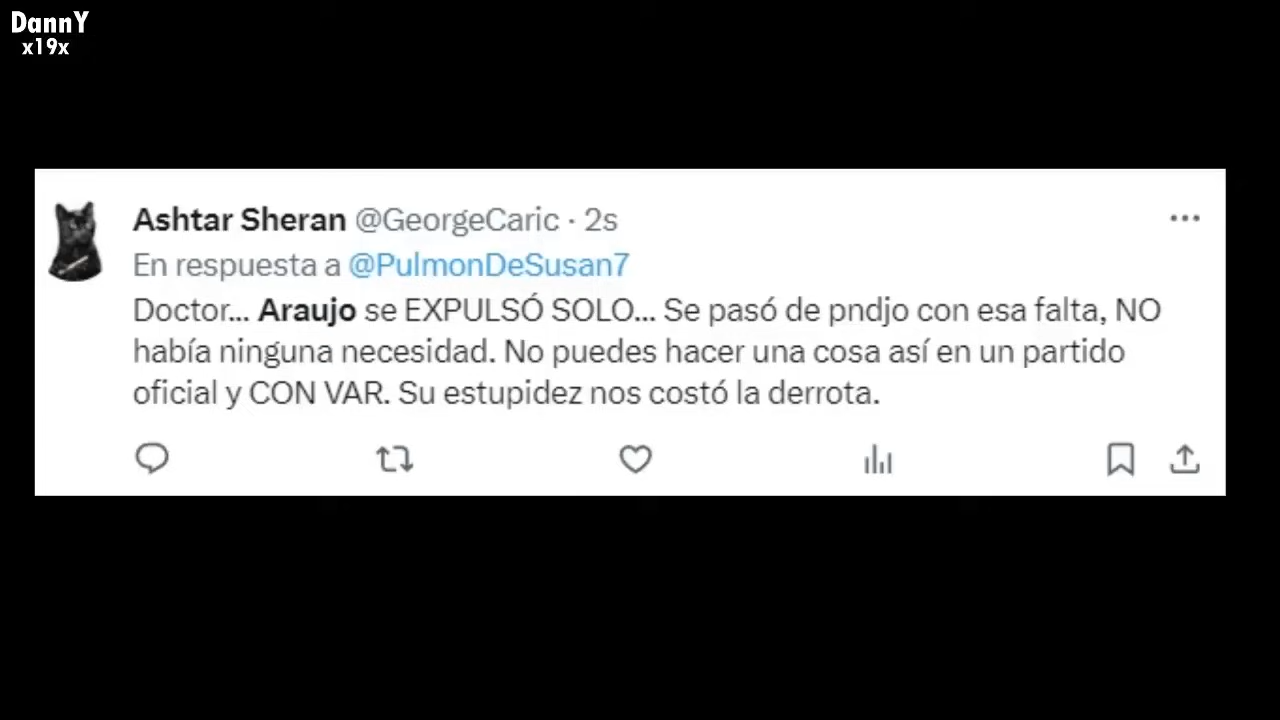 DannY
x19x
Ashtar Sheran @GeorgeCaric · 2s
En respuesta a @PulmonDeSusan7
Doctor... Araujo se EXPULSÓ SOLO... Se pasó de pndjo con esa falta, NO
había ninguna necesidad. No puedes hacer una cosa así en un partido
oficial y CON VAR. Su estupidez nos costó la derrota.